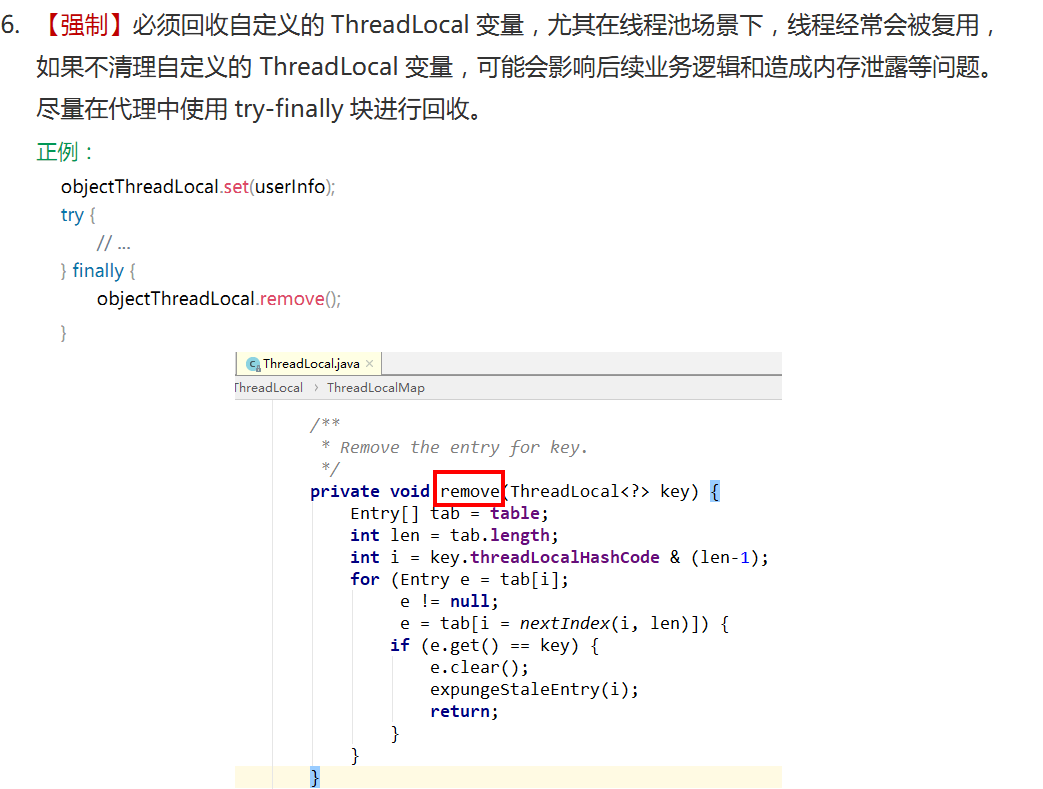 6. 【强制】必须回收自定义的 ThreadLocal 变量，尤其在线程池场景下，线程经常会被复用，
如果不清理自定义的 ThreadLocal 变量，可能会影响后续业务逻辑和造成内存泄露等问题。
尽量在代理中使用 try-finally 块进行回收。
正例：
objectThreadLocal.set(userInfo);
try {
// ...
} finally {
objectThreadLocal.remove();
}
ThreadLocal.java
ThreadLocal › ThreadLocalMap
/**
* Remove the entry for key.
*/
private void remove(ThreadLocal<?> key) {
Entry[] tab = table;
int len = tab.length;
int i = key.threadLocalHashCode & (len-1);
for (Entry e = tab[i];
e != null;
e = tab[i = nextIndex(i, len)]) {
if (e.get() == key) {
e.clear();
expungeStaleEntry(i);
return;
}
}
}